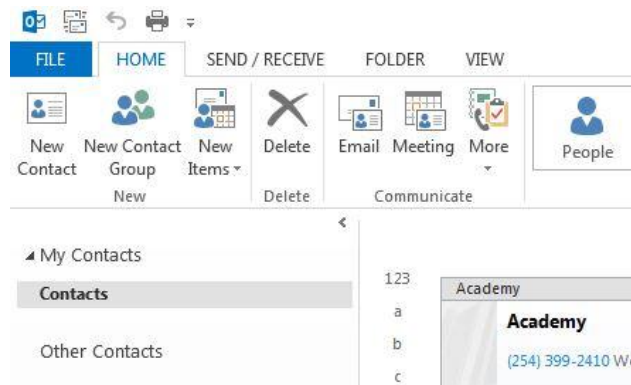 FILE HOME SEND / RECEIVE FOLDER VIEW
New Contact
New Contact Group
New Items
Delete
Email
Meeting
More
People
New Delete Communicate
My Contacts
Contacts
Other Contacts
123
a
b
c
Academy
Academy
(254) 399-2410